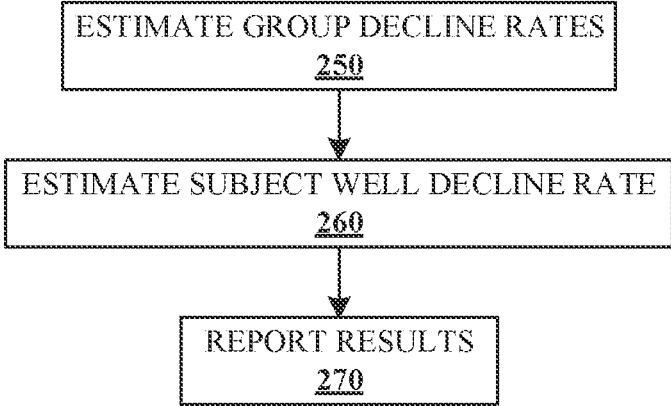 ESTIMATE GROUP DECLINE RATES
250
ESTIMATE SUBJECT WELL DECLINE RATE
260
REPORT RESULTS
270